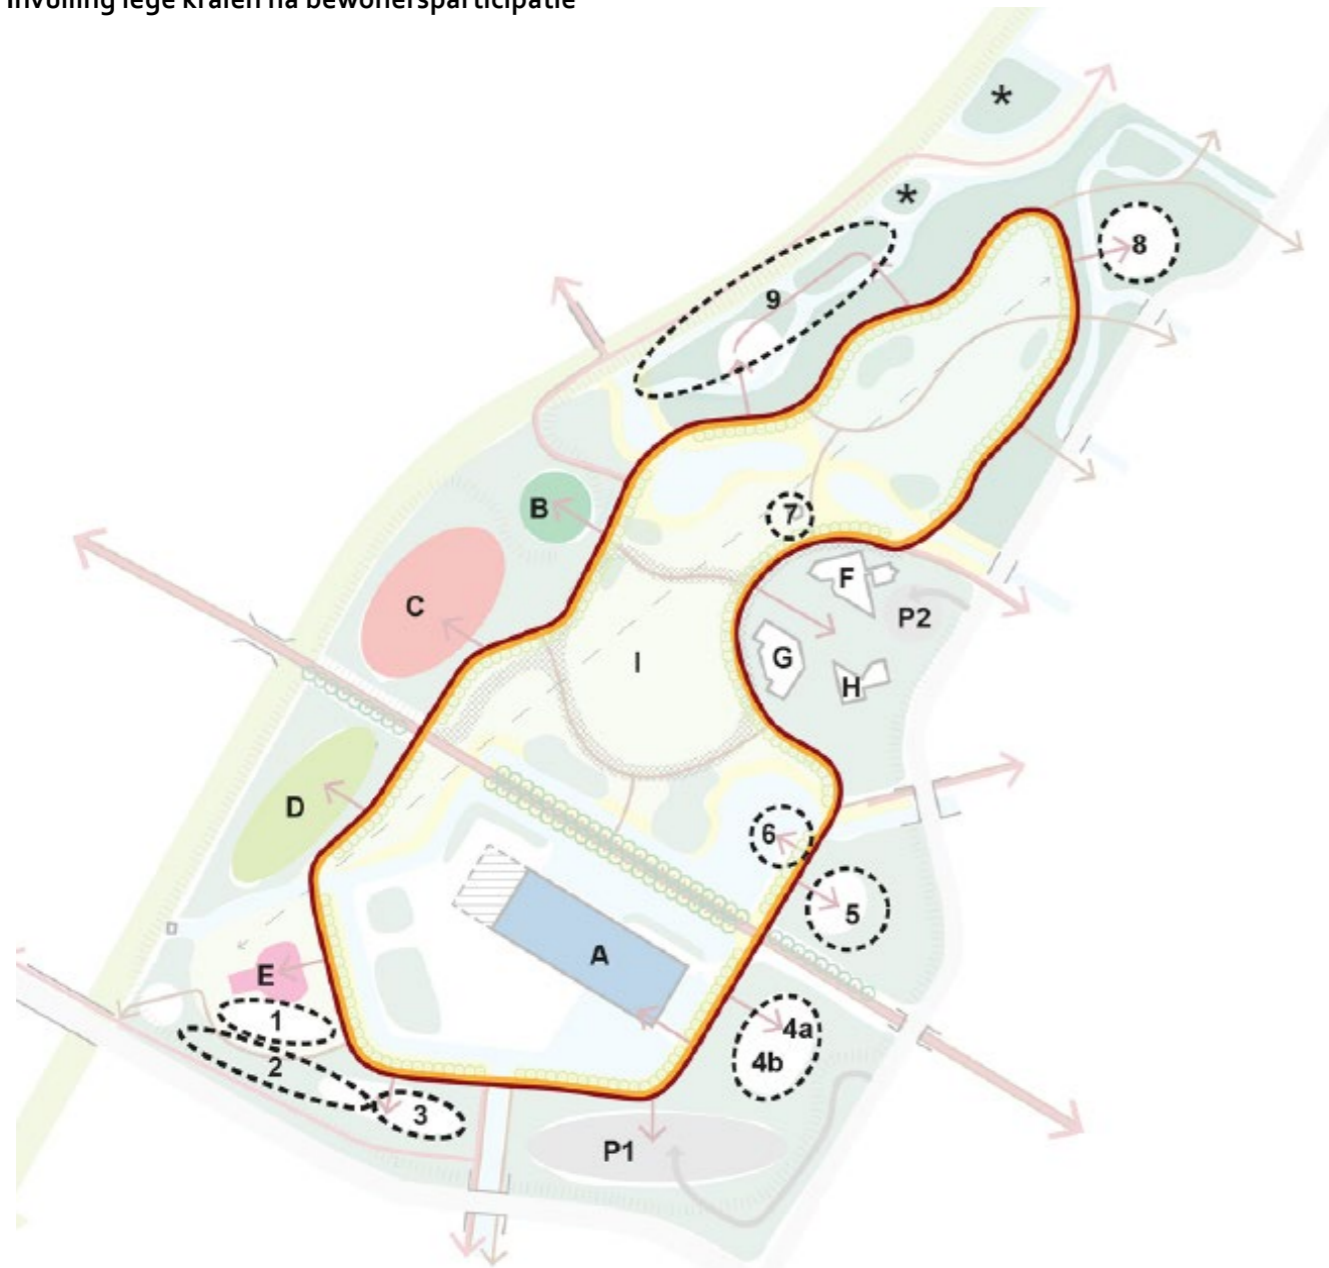 Invulling lege kralen na bewonersparticipatie
*
*
8
9
B
7
F
C
P2
I
G
H
D
6
5
A
E
1
4a
2
4b
3
P1